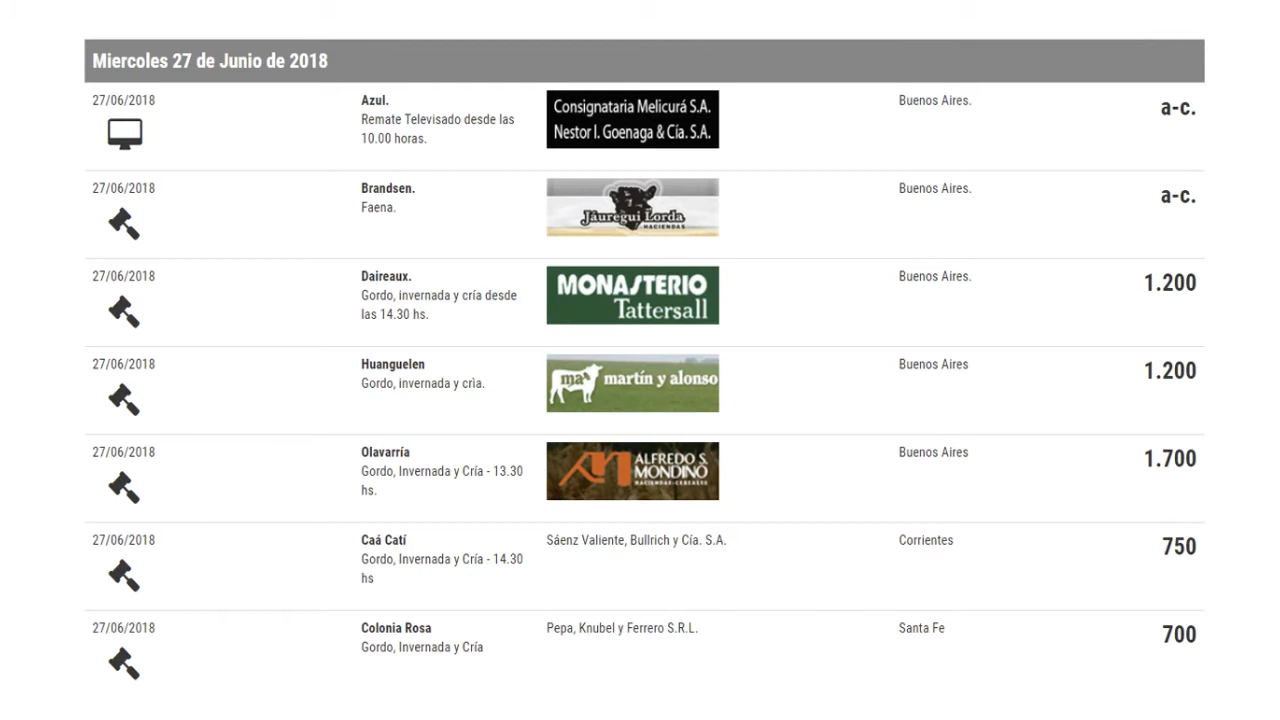 Miercoles 27 de Junio de 2018
27/06/2018
Azul.
Remate Televisado desde las
10.00 horas.
Consignataria Melicurá S.A.
Nestor I. Goenaga & Cía. S.A.
Buenos Aires.
a-c.
27/06/2018
Brandsen.
Faena.
Jáuregui Lorda
HACIENDAS
Buenos Aires.
a-c.
27/06/2018
Daireaux.
Gordo, invernada y cría desde
las 14.30 hs.
MONASTERIO
Tattersall
Buenos Aires.
1.200
27/06/2018
Huanguelen
Gordo, invernada y cria.
ma
martín y alonso
Buenos Aires
1.200
27/06/2018
Olavarría
Gordo, Invernada y Cría - 13.30
hs.
ALFREDO S.
MONDINO
HACIENDAS-CEREALES
Buenos Aires
1.700
27/06/2018
Caá Catí
Gordo, Invernada y Cría - 14.30
hs
Sáenz Valiente, Bullrich y Cía. S.A.
Corrientes
750
27/06/2018
Colonia Rosa
Gordo, Invernada y Cría
Pepa, Knubel y Ferrero S.R.L.
Santa Fe
700